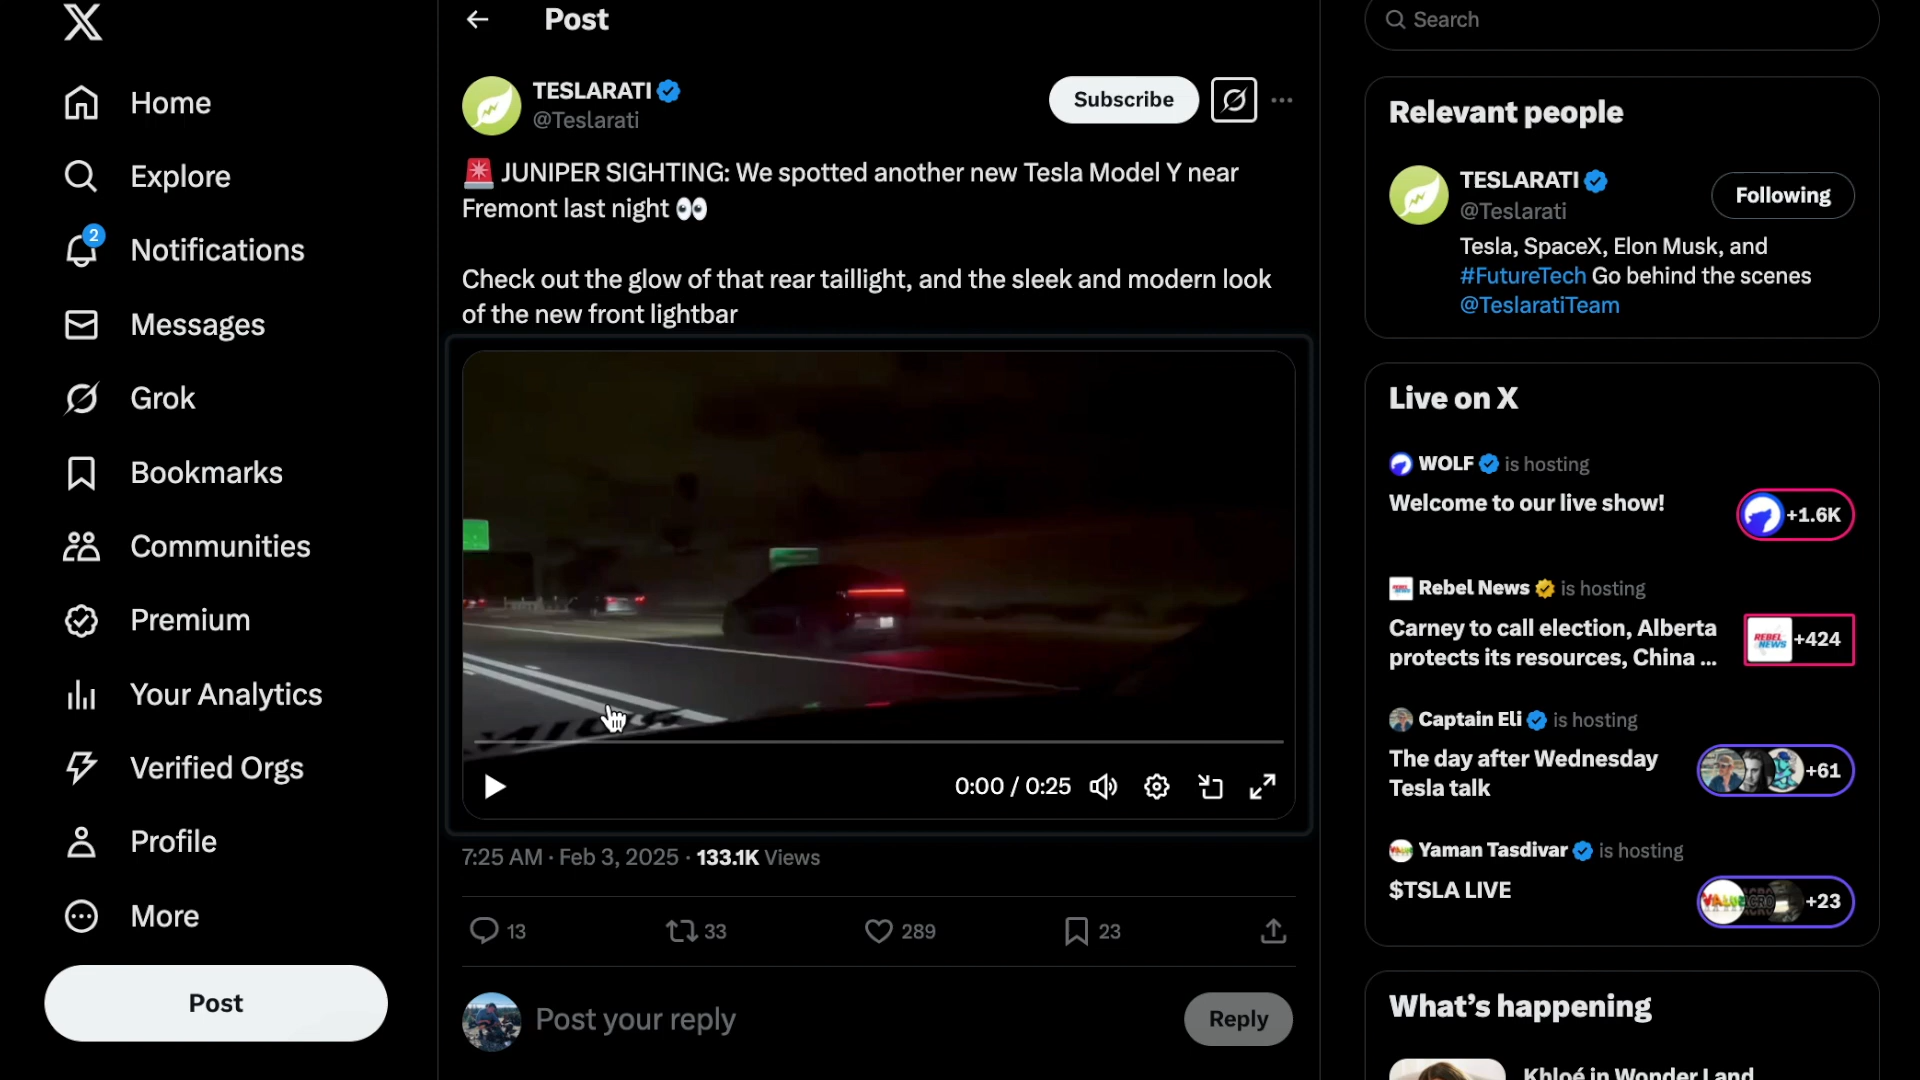 Home
Explore
2
Notifications
Messages
Grok
Bookmarks
Communities
Premium
Your Analytics
Verified Orgs
Profile
More
Post
Post
TESLARATI
@Teslarati
Subscribe
🚨 JUNIPER SIGHTING: We spotted another new Tesla Model Y near
Fremont last night 👀
Check out the glow of that rear taillight, and the sleek and modern look
of the new front lightbar
0:00 / 0:25
7:25 AM · Feb 3, 2025 · 133.1K Views
13
33
289
23
Post your reply
Reply
Search
Relevant people
TESLARATI
@Teslarati
Following
Tesla, SpaceX, Elon Musk, and
#FutureTech Go behind the scenes
@TeslaratiTeam
Live on X
WOLF is hosting
Welcome to our live show!
+1.6K
Rebel News is hosting
Carney to call election, Alberta
protects its resources, China ...
REBEL
NEWS
+424
Captain Eli is hosting
The day after Wednesday
Tesla talk
+61
Yaman Tasdivar is hosting
$TSLA LIVE
+23
What's happening
Khloé in Wonder Land